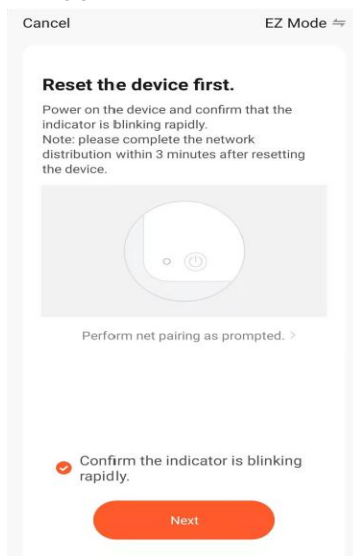 Cancel
EZ Mode
Reset the device first.
Power on the device and confirm that the
indicator is blinking rapidly.
Note: please complete the network
distribution within 3 minutes after resetting
the device.
Perform net pairing as prompted. >
Confirm the indicator is blinking
rapidly.
Next